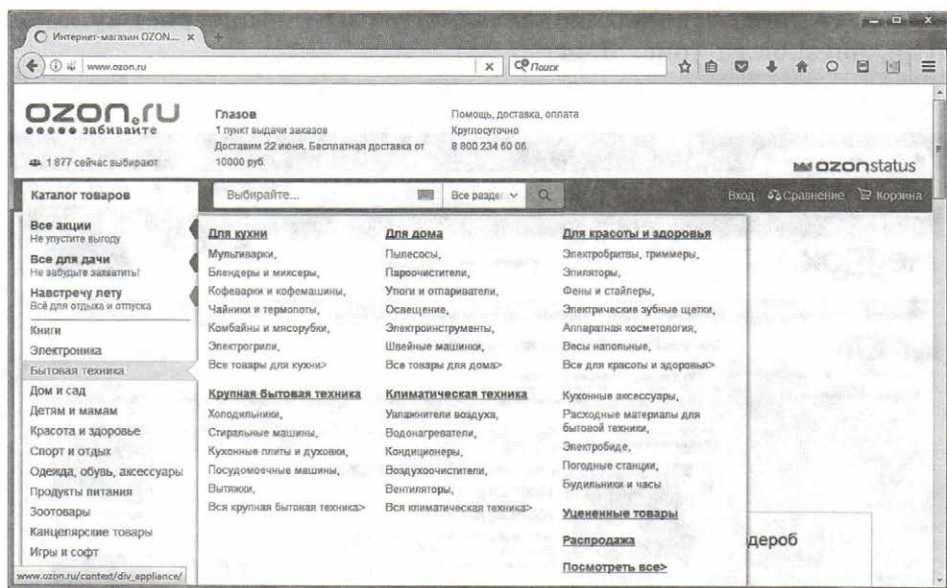 Интернет-магазин OZON.... × +
www.ozon.ru × Поиск
OZON.ru
забивайте
1 877 сейчас выбирают
Глазов
1 пункт выдачи заказов
Доставим 22 июня. Бесплатная доставка от
10000 руб.
Помощь, доставка, оплата
Круглосуточно
8 800 234 60 06
ozonstatus
Каталог товаров
Выбирайте...
Все раздел
Вход Сравнение Корзина
Все акции
Не упустите выгоду
Все для дачи
Не забудьте захватить!
Навстречу лету
Всё для отдыха и отпуска
Книги
Электроника
Бытовая техника
Дом и сад
Детям и мамам
Красота и здоровье
Спорт и отдых
Одежда, обувь, аксессуары
Продукты питания
Зоотовары
Канцелярские товары
Игры и софт
www.ozon.ru/context/div_appliance/
Для кухни
Мультиварки,
Блендеры и миксеры,
Кофеварки и кофемашины,
Чайники и термопоты,
Комбайны и мясорубки,
Электрогрили,
Все товары для кухни>
Крупная бытовая техника
Холодильники,
Стиральные машины,
Кухонные плиты и духовки,
Посудомоечные машины,
Вытяжки,
Вся крупная бытовая техника>
Для дома
Пылесосы,
Пароочистители,
Утюги и отпариватели,
Освещение,
Электроинструменты,
Швейные машинки,
Все товары для дома>
Климатическая техника
Увлажнители воздуха,
Водонагреватели,
Кондиционеры,
Воздухоочистители,
Вентиляторы,
Вся климатическая техника>
Для красоты и здоровья
Электробритвы, триммеры,
Эпиляторы,
Фены и стайлеры,
Электрические зубные щетки,
Аппаратная косметология,
Весы напольные,
Все для красоты и здоровья>
Кухонные аксессуары,
Расходные материалы для
бытовой техники,
Электробиде,
Погодные станции,
Будильники и часы
Уцененные товары
Распродажа
Посмотреть все>
дероб